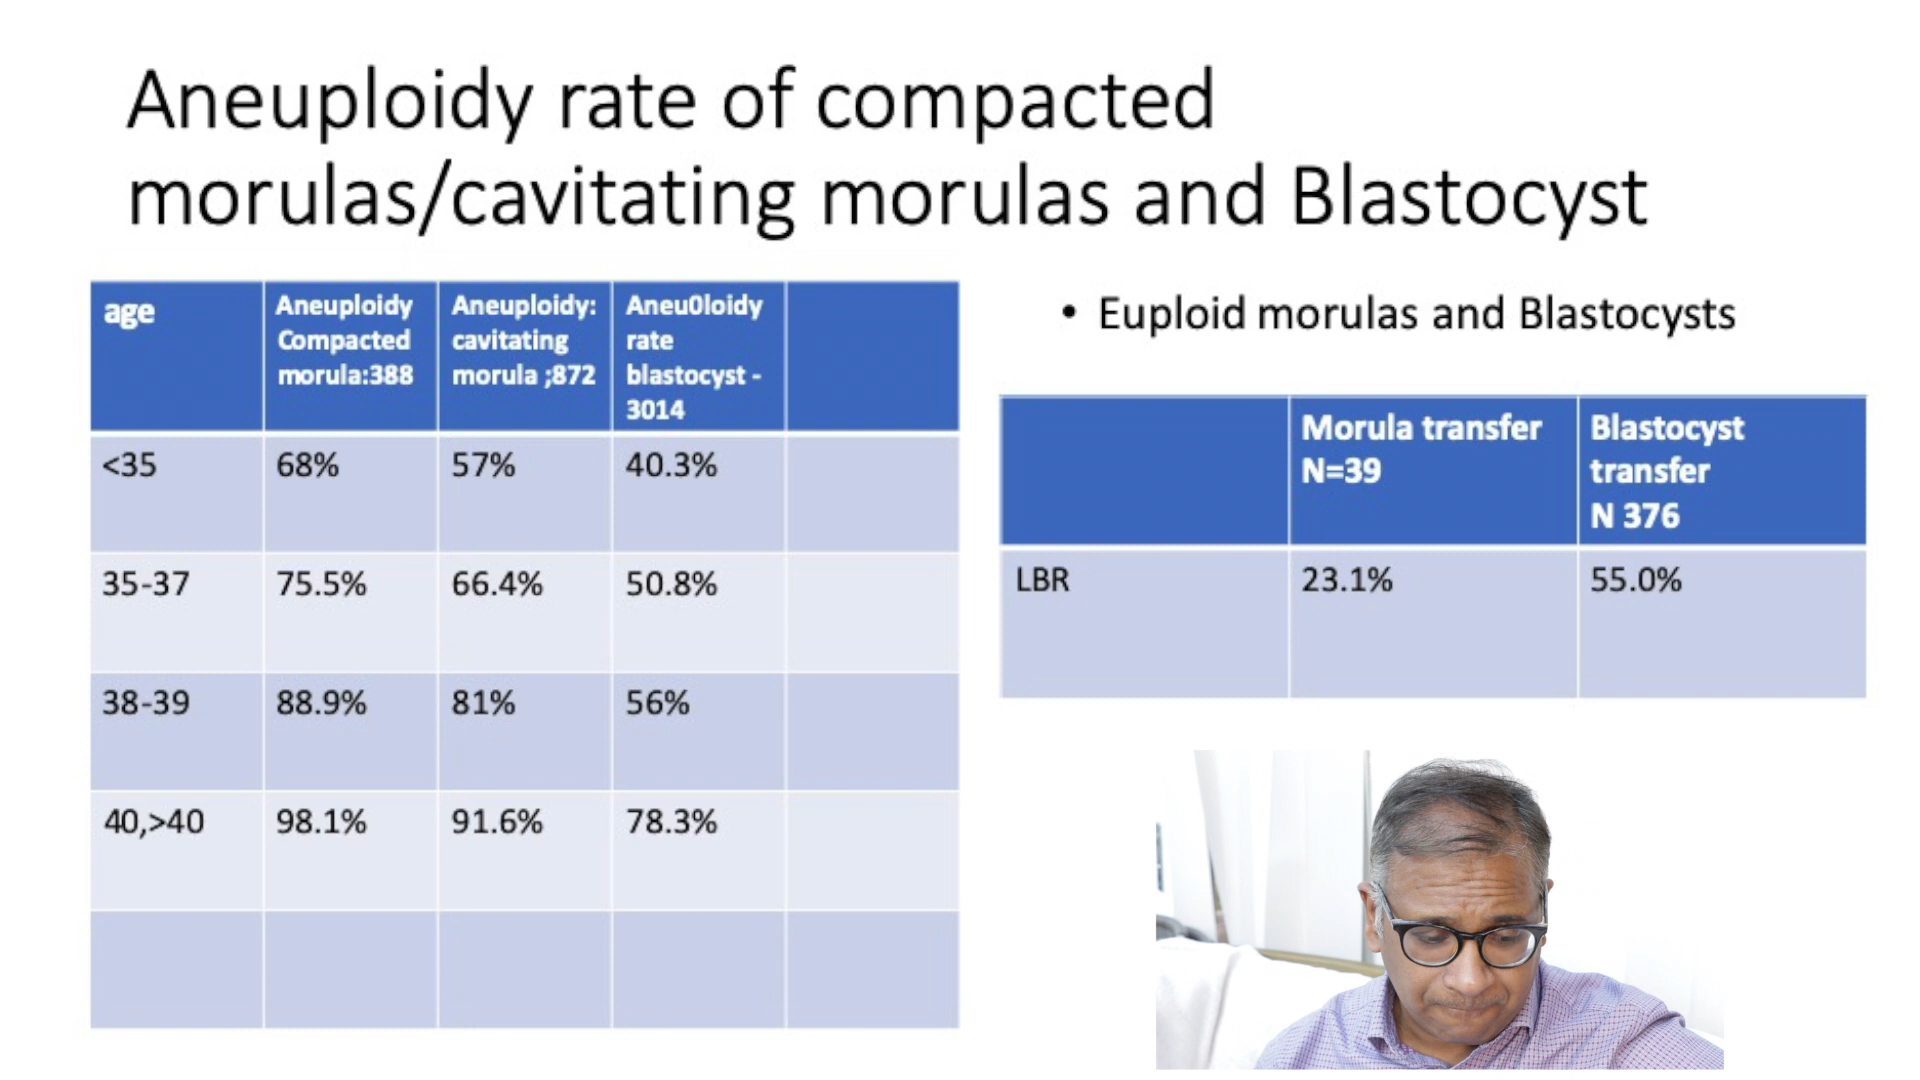 Aneuploidy rate of compacted
morulas/cavitating morulas and Blastocyst
age
Aneuploidy
Compacted
morula:388
Aneuploidy:
cavitating
morula ;872
Aneu0loidy
rate
blastocyst -
3014
<35 68% 57% 40.3%
35-37 75.5% 66.4% 50.8%
38-39 88.9% 81% 56%
40,>40 98.1% 91.6% 78.3%
• Euploid morulas and Blastocysts
Morula transfer
N=39
Blastocyst
transfer
N 376
LBR 23.1% 55.0%